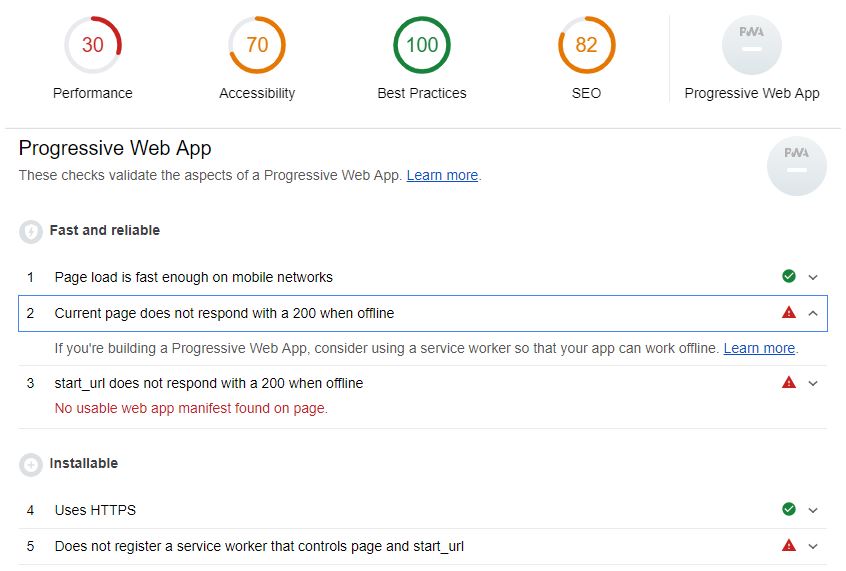 30
70
100
82
PWA
Performance
Accessibility
Best Practices
SEO
Progressive Web App
Progressive Web App
PWA
These checks validate the aspects of a Progressive Web App. Learn more.
Fast and reliable
1 Page load is fast enough on mobile networks
2 Current page does not respond with a 200 when offline
If you're building a Progressive Web App, consider using a service worker so that your app can work offline. Learn more.
3 start_url does not respond with a 200 when offline
No usable web app manifest found on page.
Installable
4 Uses HTTPS
5 Does not register a service worker that controls page and start_url